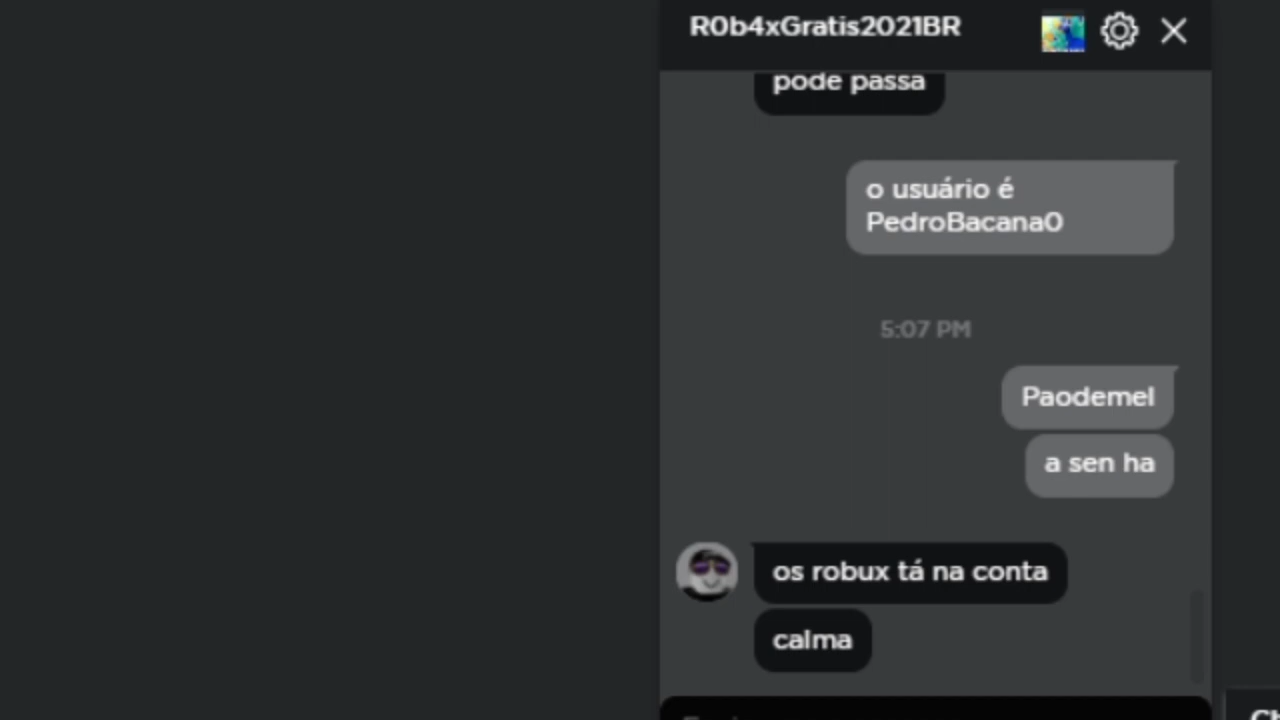 R0b4xGratis2021BR
pode passa
o usuário é
PedroBacana0
5:07 PM
Paodemel
a sen ha
os robux tá na conta
calma